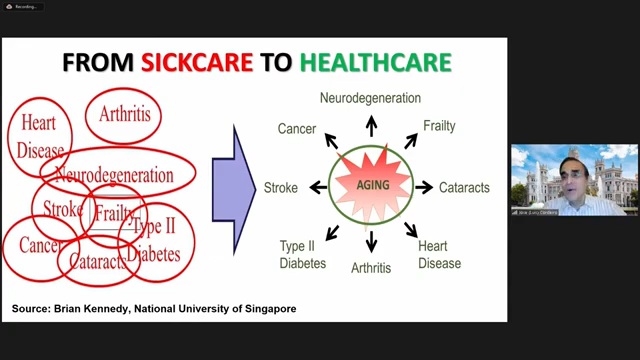 Recording...
FROM SICKCARE TO HEALTHCARE
Heart
Disease
Arthritis
Neurodegeneration
Stroke
Frailty
Type II
Diabetes
Cancer
Cataracts
Neurodegeneration
Cancer
Frailty
Stroke
AGING
Cataracts
Type II
Diabetes
Arthritis
Heart
Disease
Source: Brian Kennedy, National University of Singapore